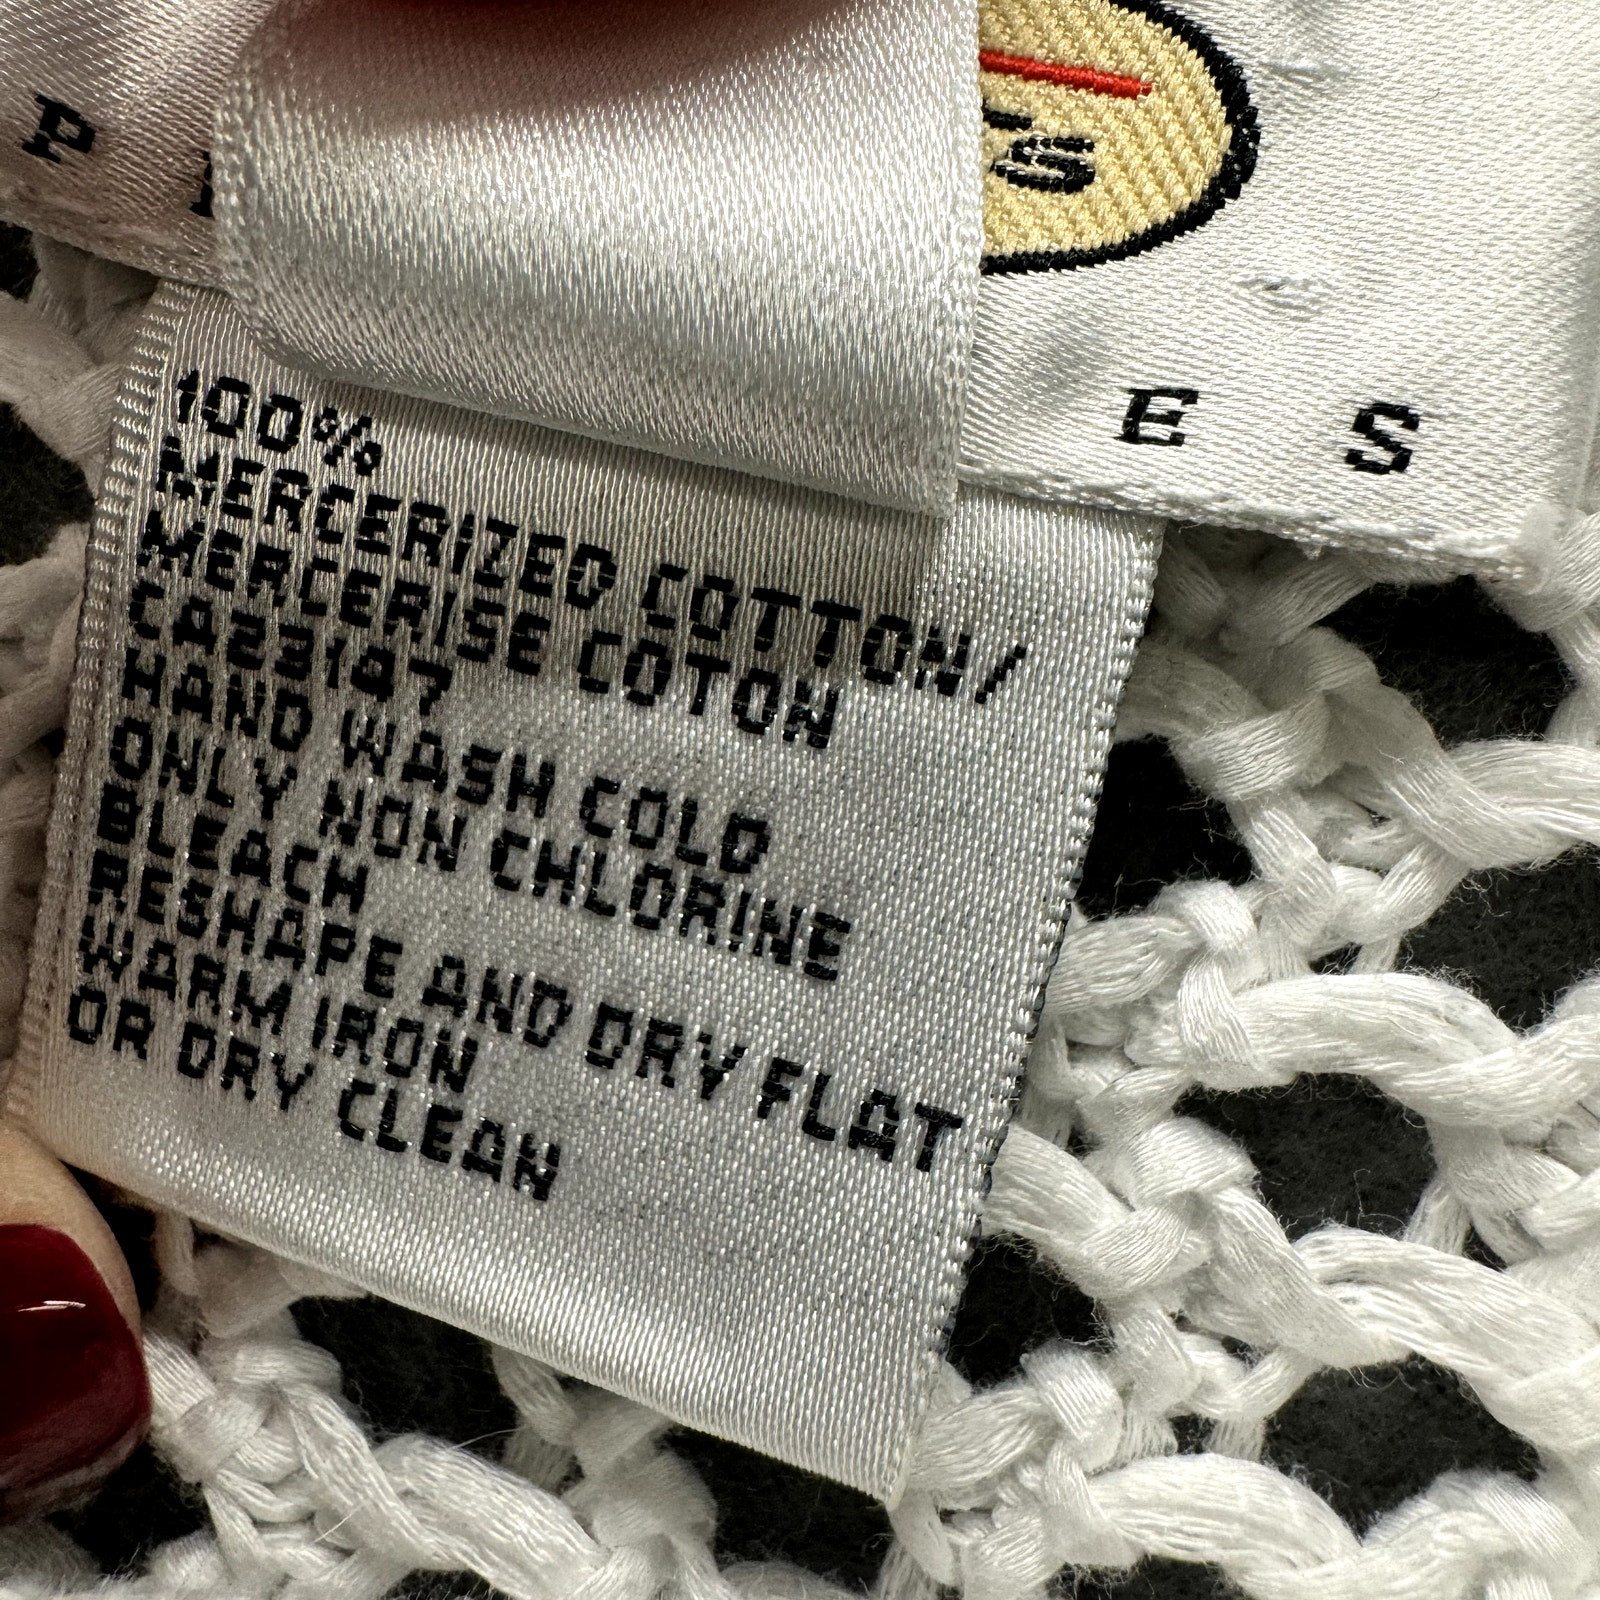 P
'S
E S
100%
MERCERIZED COTTON/
MERCERISE COTON
CA23147
HAND WASH COLD
ONLY NON CHLORINE
BLEACH
RESHAPE AND DRY FLAT
WARM IRON
OR DRY CLEAN